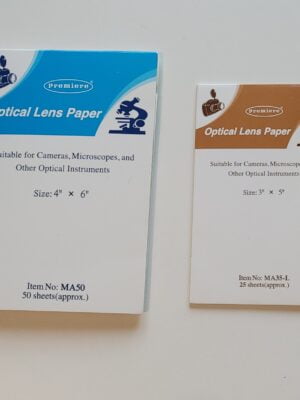 Premiere
Optical Lens Paper
Suitable for Cameras, Microscopes, and
Other Optical Instruments
Size: 4" × 6"
Item No: MA50
50 sheets(approx.)
Premiere
Optical Lens Paper
Suitable for Cameras, Microscopes
Other Optical Instruments
Size: 3" × 5"
Item No: MA35-L
25 sheets(approx.)